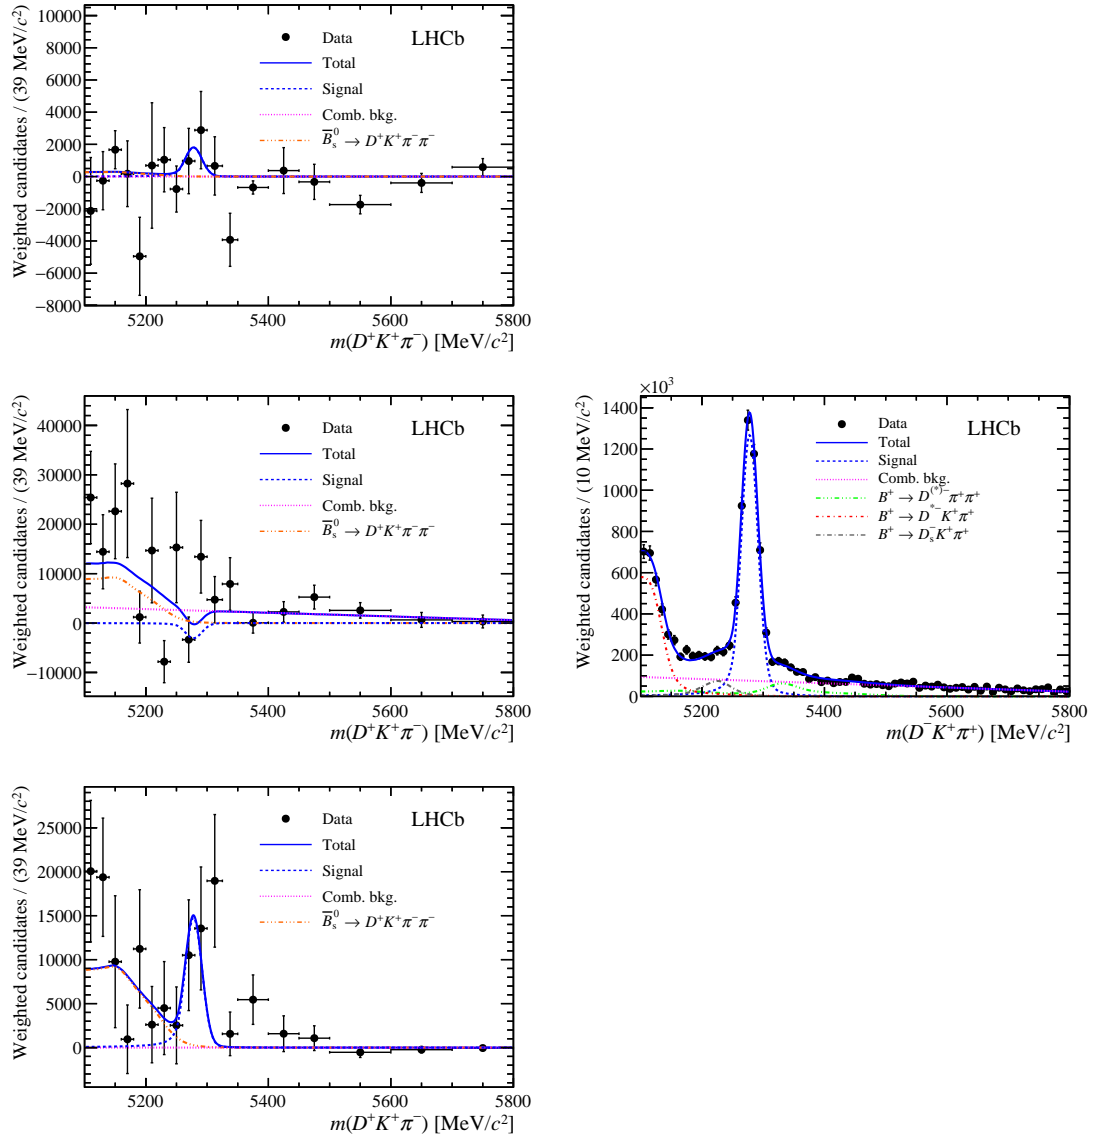 Weighted candidates / (39 MeV/c²)
10000
8000
6000
4000
2000
0
−2000
−4000
−6000
−8000
LHCb
Data
Total
Signal
Comb. bkg.
B̅⁰ₛ → D⁺K⁺π⁻π⁻
5200 5400 5600 5800
m(D⁺K⁺π⁻) [MeV/c²]
Weighted candidates / (39 MeV/c²)
40000
30000
20000
10000
0
−10000
LHCb
Data
Total
Signal
Comb. bkg.
B̅⁰ₛ → D⁺K⁺π⁻π⁻
5200 5400 5600 5800
m(D⁺K⁺π⁻) [MeV/c²]
Weighted candidates / (10 MeV/c²)
×10³
1400
1200
1000
800
600
400
200
0
LHCb
Data
Total
Signal
Comb. bkg.
B⁺ → D⁽*⁾⁻π⁺π⁺
B⁺ → D*⁻K⁺π⁺
B⁺ → D⁻ₛK⁺π⁺
5200 5400 5600 5800
m(D⁻K⁺π⁺) [MeV/c²]
Weighted candidates / (39 MeV/c²)
25000
20000
15000
10000
5000
0
LHCb
Data
Total
Signal
Comb. bkg.
B̅⁰ₛ → D⁺K⁺π⁻π⁻
5200 5400 5600 5800
m(D⁺K⁺π⁻) [MeV/c²]